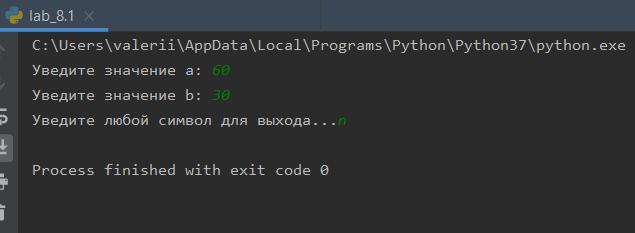 lab_8.1
C:\Users\valerii\AppData\Local\Programs\Python\Python37\python.exe
Уведите значение a: 60
Уведите значение b: 30
Уведите любой символ для выхода...n
Process finished with exit code 0